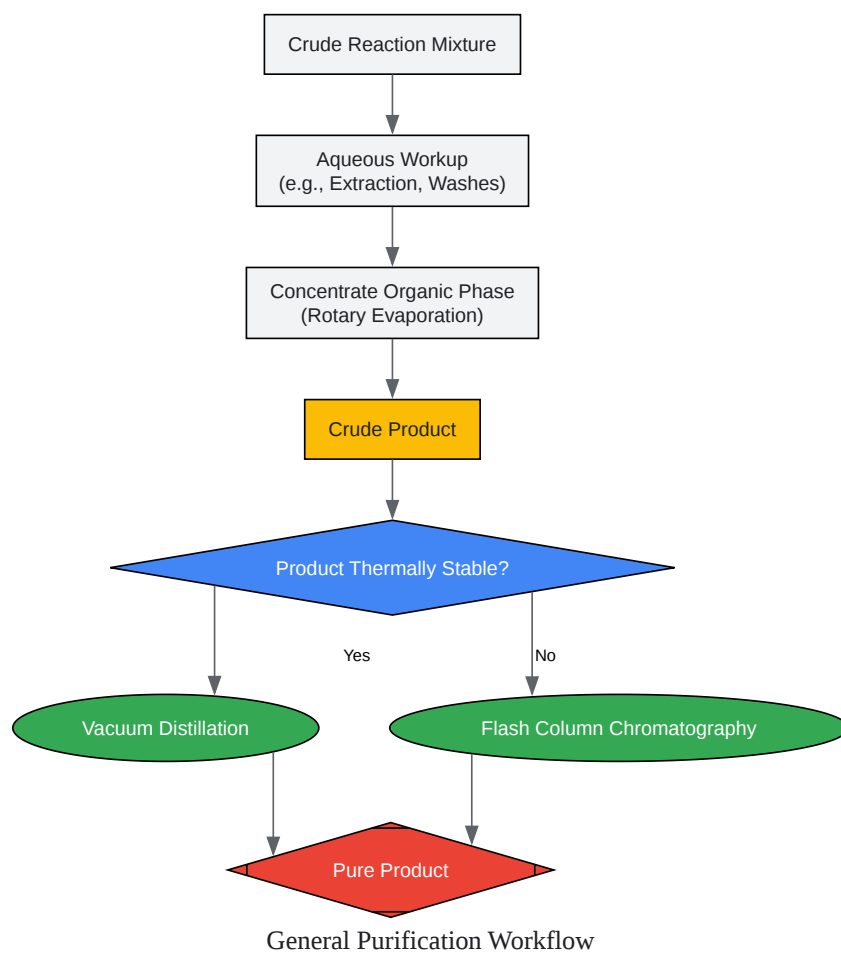 Crude Reaction Mixture
Aqueous Workup
(e.g., Extraction, Washes)
Concentrate Organic Phase
(Rotary Evaporation)
Crude Product
Product Thermally Stable?
Yes
No
Vacuum Distillation
Flash Column Chromatography
Pure Product
General Purification Workflow